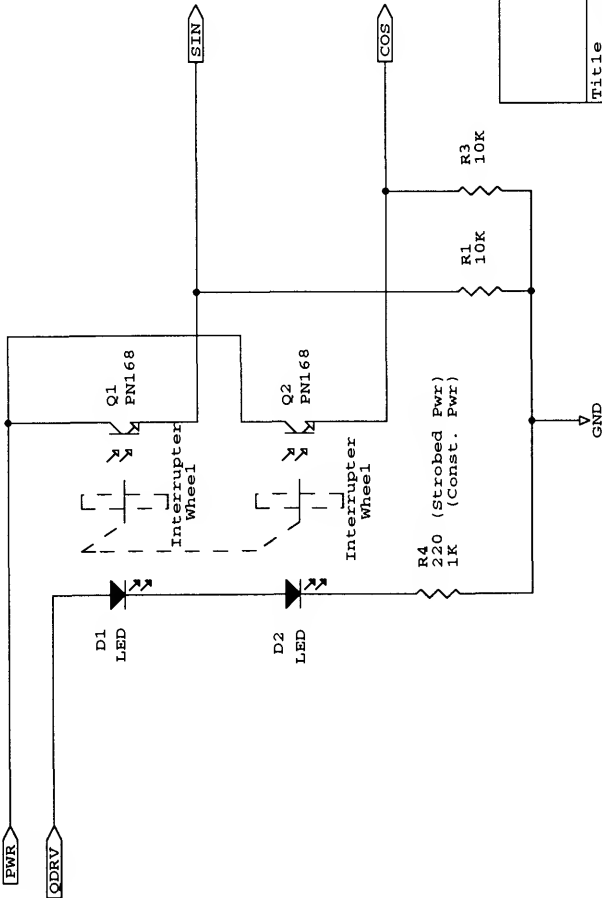 PWR
QDRV
SIN
COS
Q1
PN168
D1
LED
Interrupter
Wheel
Q2
PN168
D2
LED
Interrupter
Wheel
R1
10K
R3
10K
R4
220 (Strobed Pwr)
1K (Const. Pwr)
GND
Title